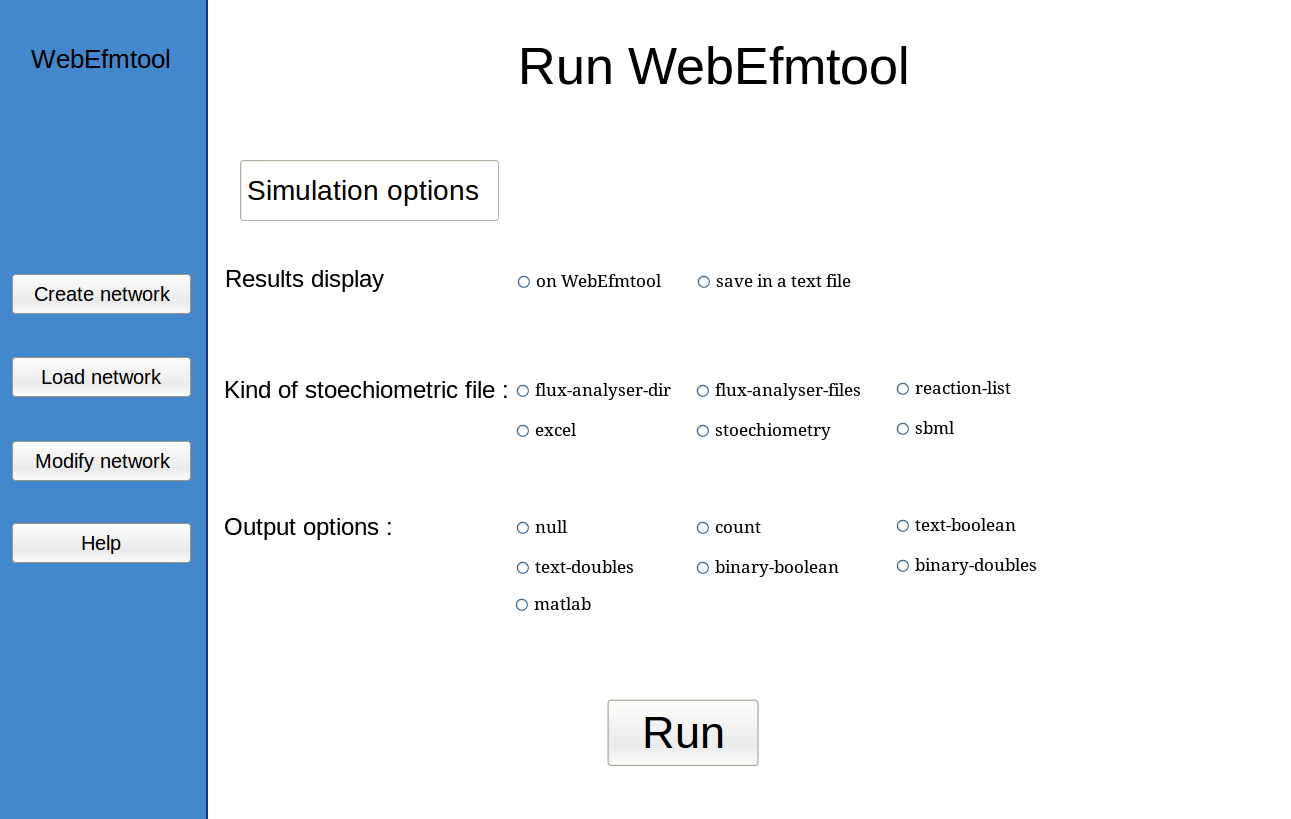 WebEfmtool
Run WebEfmtool
Simulation options
Create network
Load network
Modify network
Help
Results display
on WebEfmtool save in a text file
Kind of stoechiometric file :
flux-analyser-dir flux-analyser-files reaction-list
excel stoechiometry sbml
Output options :
null count text-boolean
text-doubles binary-boolean binary-doubles
matlab
Run